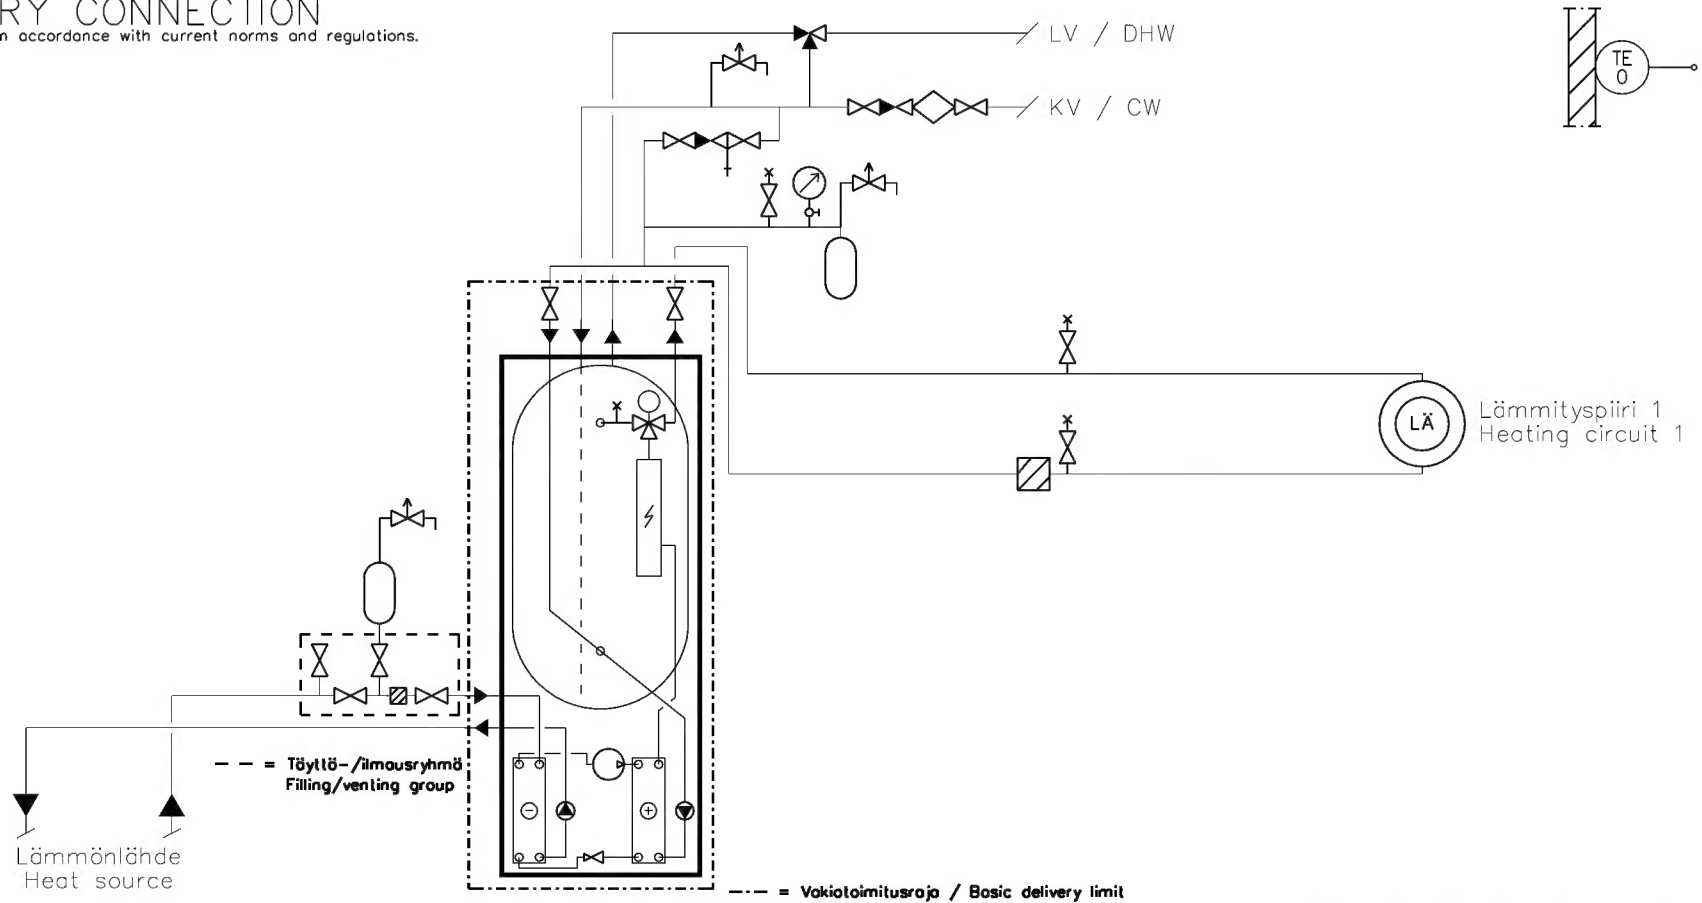 RY CONNECTION
n accordance with current norms and regulations.
LV / DHW
KV / CW
TE
0
LÄ
Lämmityspiiri 1
Heating circuit 1
— — = Täyttö-/ilmausryhmä
Filling/venting group
Lämmönlähde
Heat source
—·—·— = Vakiotoimitusraja / Basic delivery limit